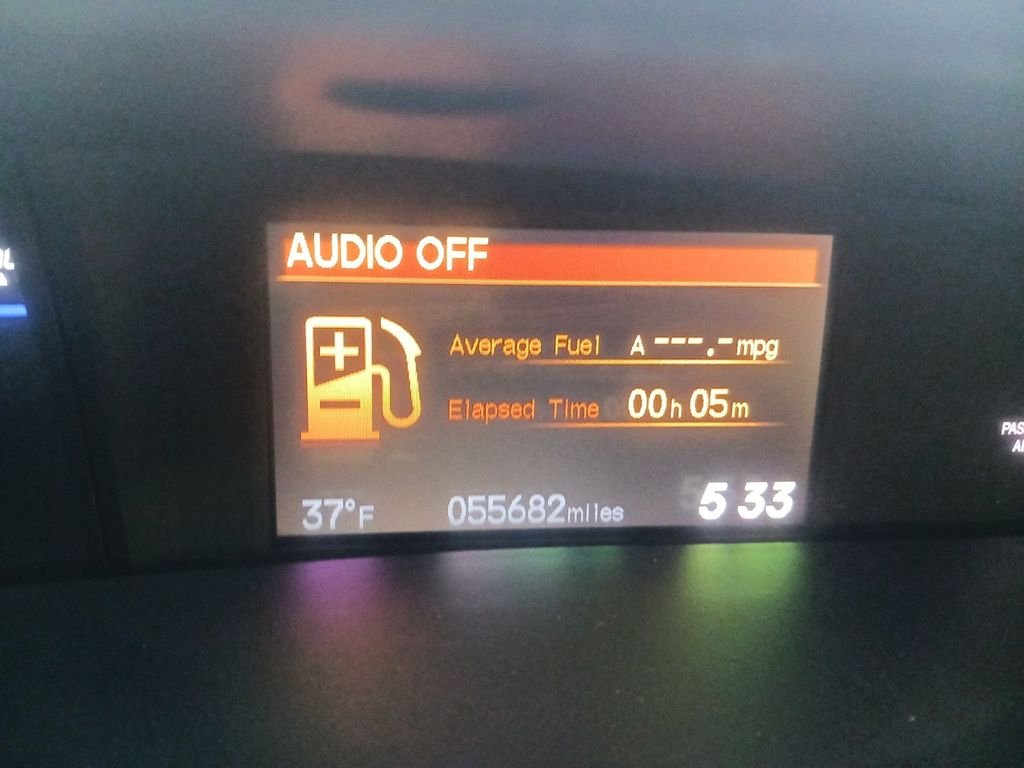 AUDIO OFF
Average Fuel A ---.- mpg
Elapsed Time 00h 05m
37°F 055682miles 5 33